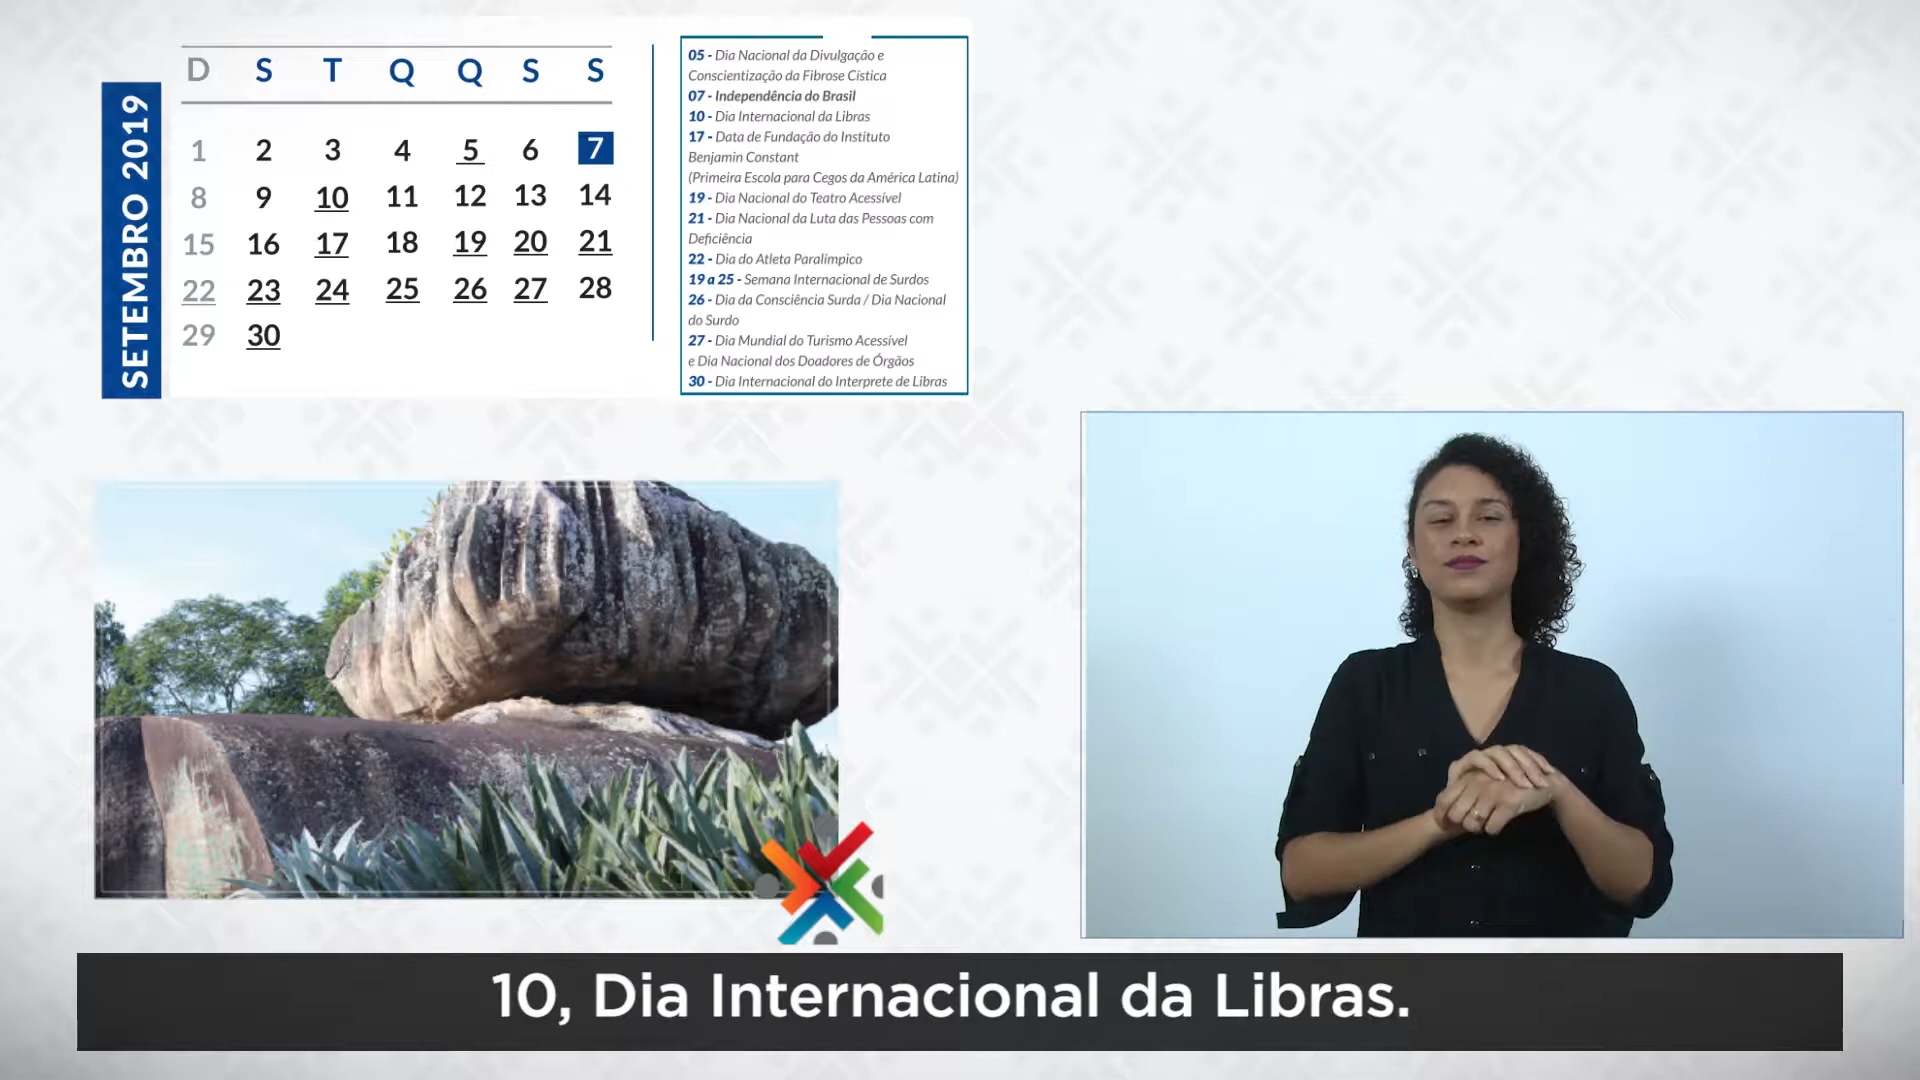 SETEMBRO 2019
D S T Q Q S S
1 2 3 4 5 6 7
8 9 10 11 12 13 14
15 16 17 18 19 20 21
22 23 24 25 26 27 28
29 30
05 - Dia Nacional da Divulgação e
Conscientização da Fibrose Cística
07 - Independência do Brasil
10 - Dia Internacional da Libras
17 - Data de Fundação do Instituto
Benjamin Constant
(Primeira Escola para Cegos da América Latina)
19 - Dia Nacional do Teatro Acessível
21 - Dia Nacional da Luta das Pessoas com
Deficiência
22 - Dia do Atleta Paralímpico
19 a 25 - Semana Internacional de Surdos
26 - Dia da Consciência Surda / Dia Nacional
do Surdo
27 - Dia Mundial do Turismo Acessível
e Dia Nacional dos Doadores de Órgãos
30 - Dia Internacional do Interprete de Libras
10, Dia Internacional da Libras.